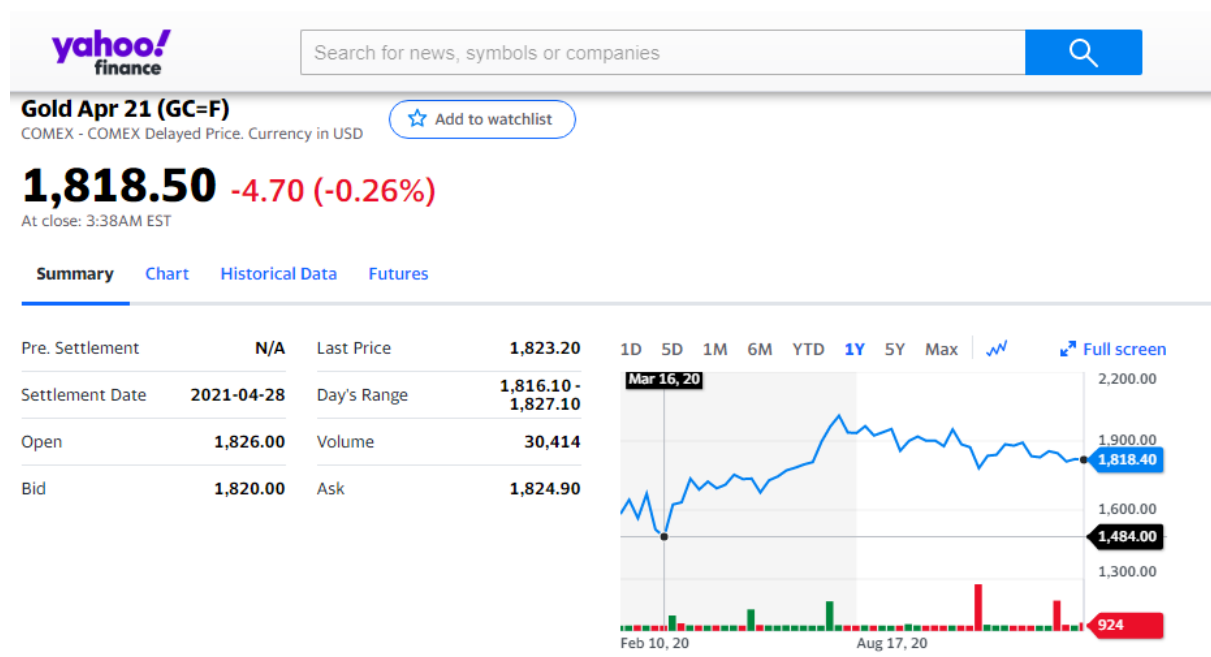 yahoo!
finance
Search for news, symbols or companies
Gold Apr 21 (GC=F)
COMEX - COMEX Delayed Price. Currency in USD
Add to watchlist
1,818.50 -4.70 (-0.26%)
At close: 3:38AM EST
Summary Chart Historical Data Futures
Pre. Settlement N/A
Settlement Date 2021-04-28
Open 1,826.00
Bid 1,820.00
Last Price 1,823.20
Day's Range 1,816.10 -
1,827.10
Volume 30,414
Ask 1,824.90
1D 5D 1M 6M YTD 1Y 5Y Max Full screen
Mar 16, 20
2,200.00
1,900.00
1,818.40
1,600.00
1,484.00
1,300.00
924
Feb 10, 20 Aug 17, 20